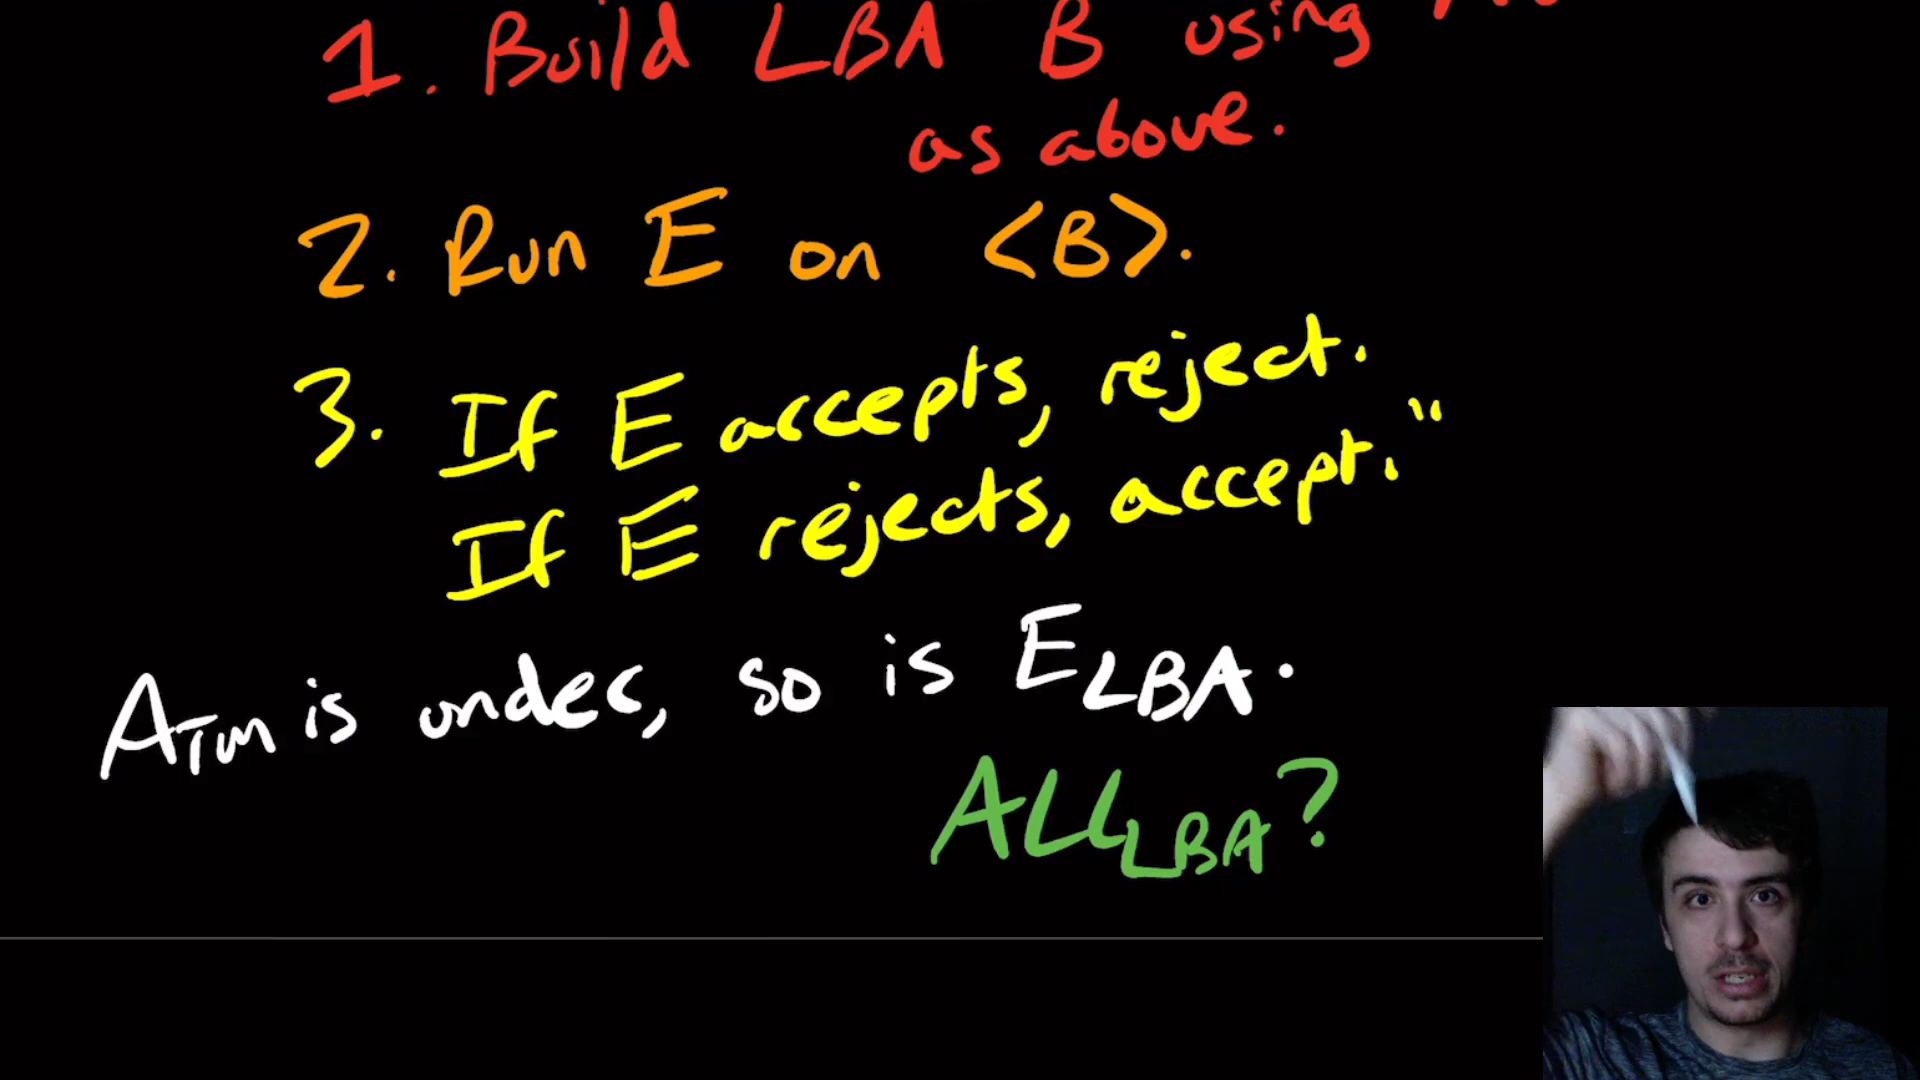 1. Build LBA B using
as above.
2. Run E on <B>.
3. If E accepts, reject.
If E rejects, accept."
ATM is undec, so is ELBA.
ALLLBA?